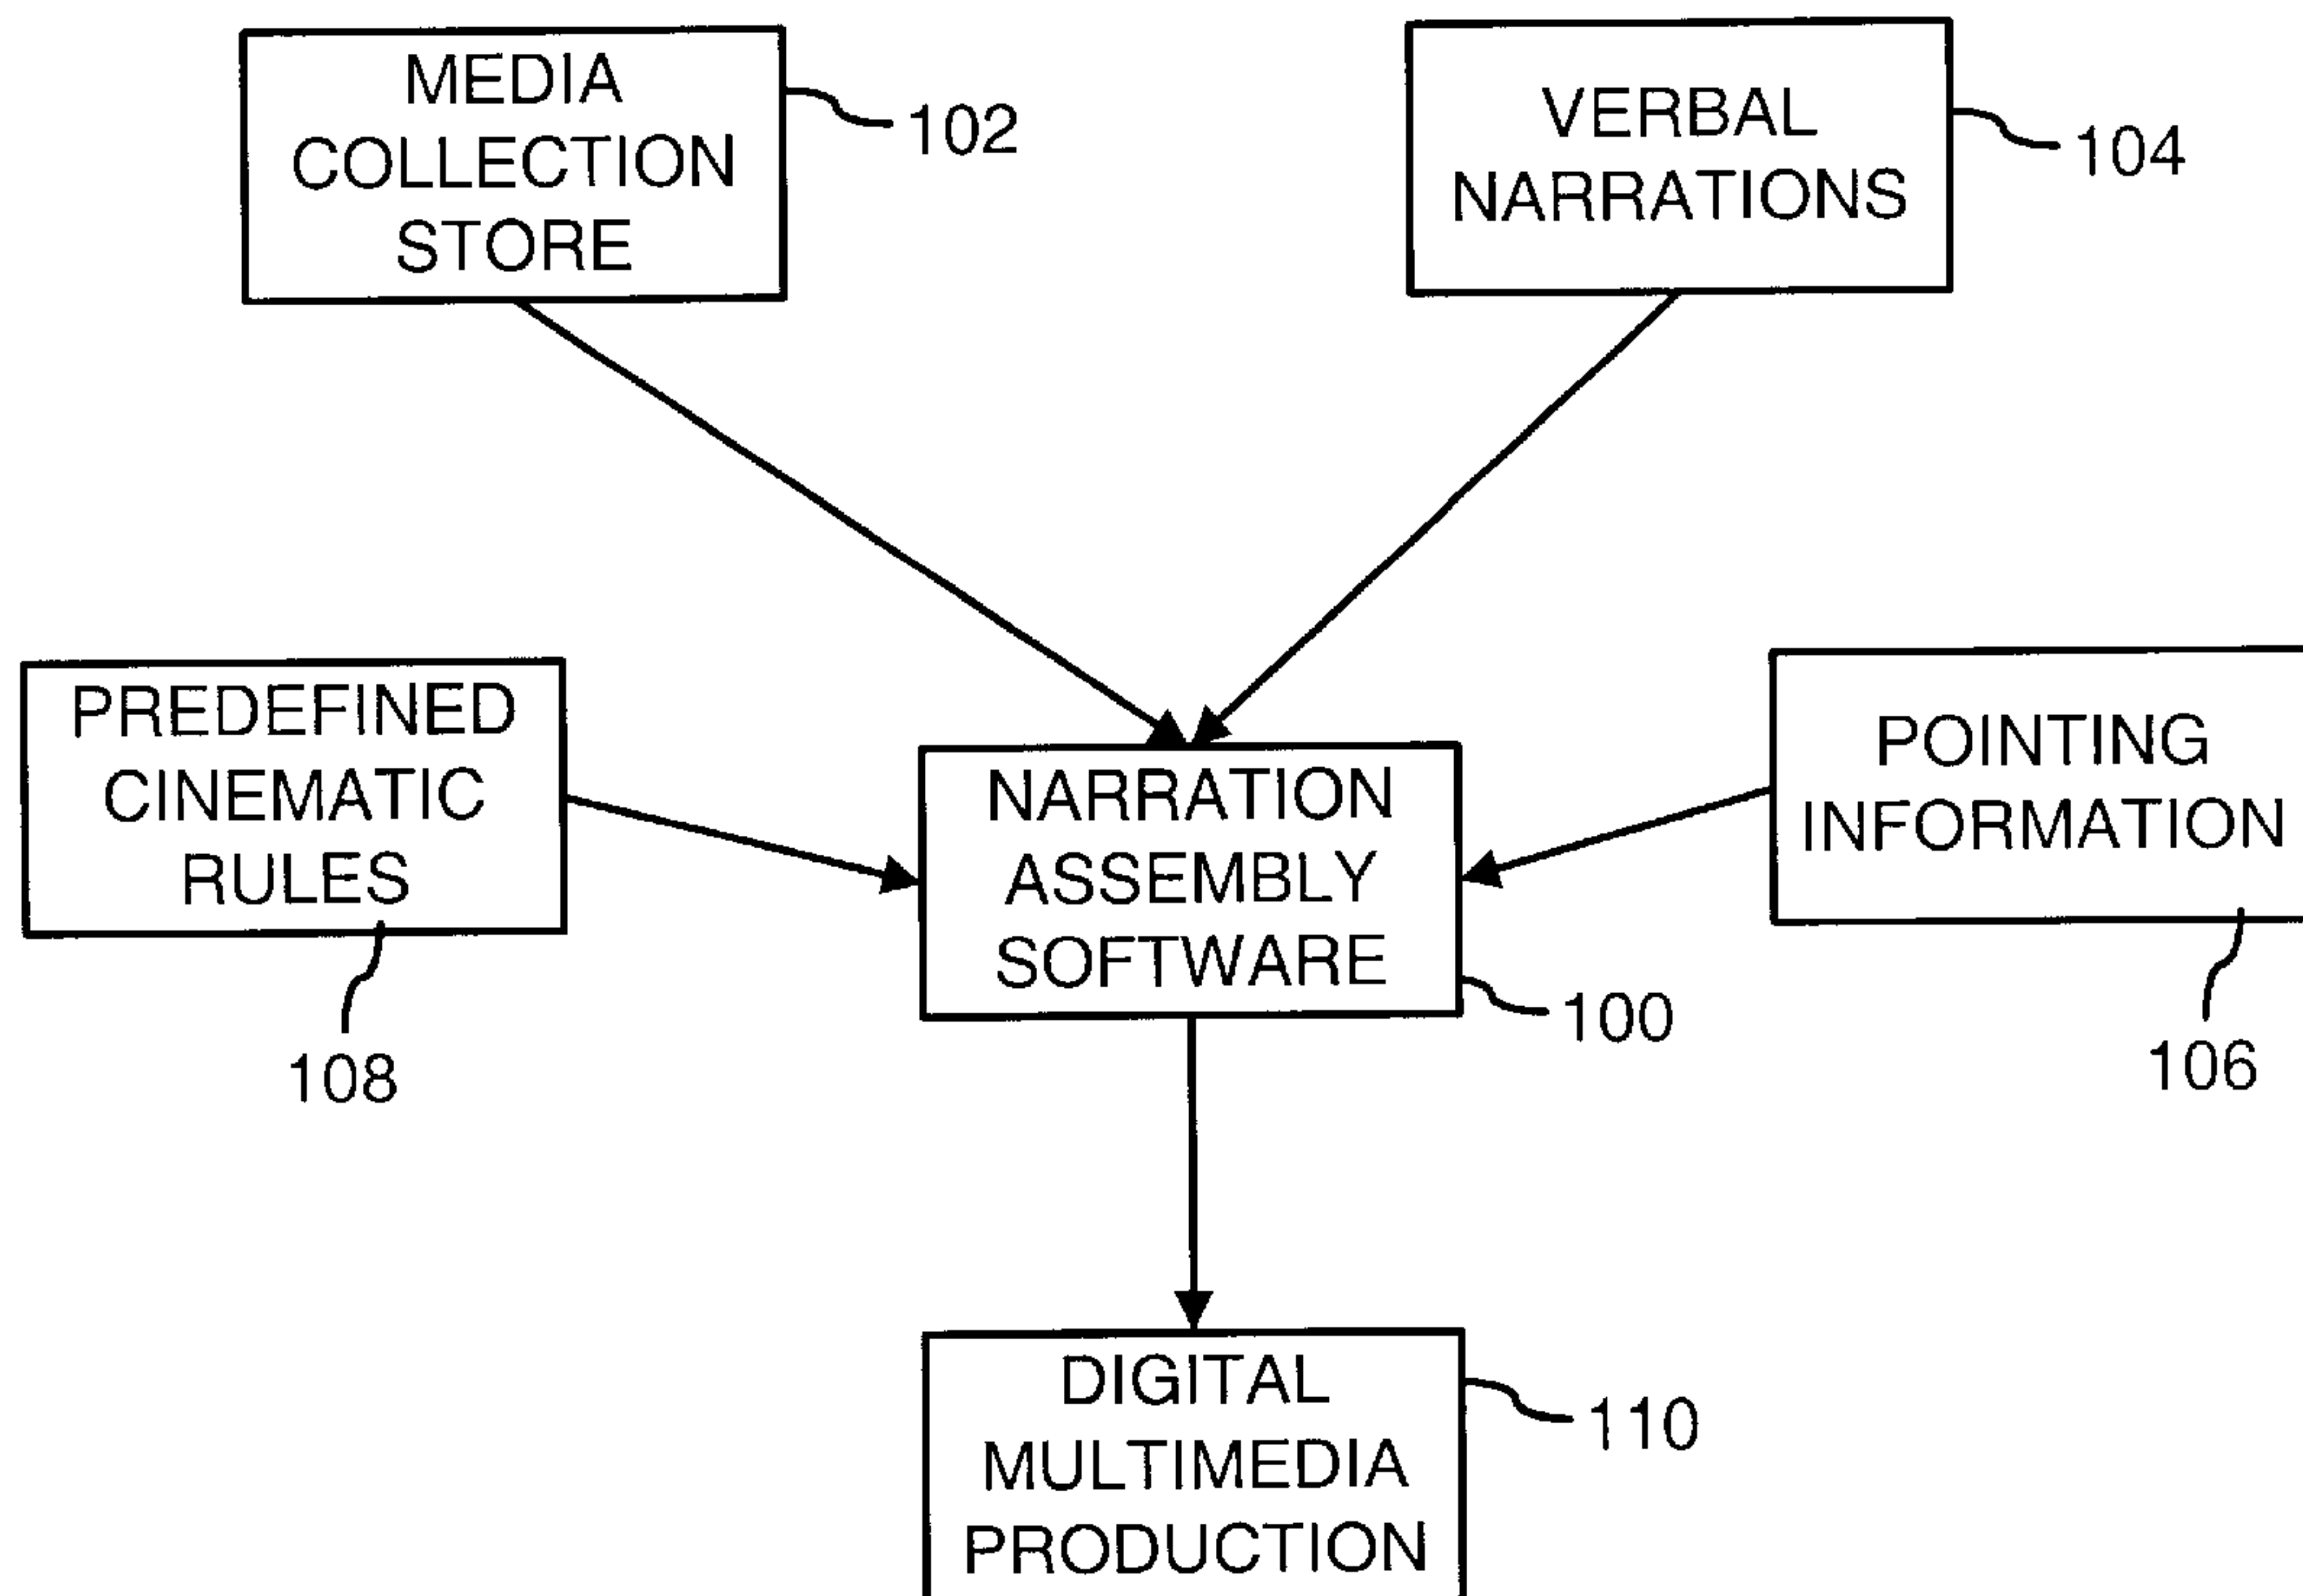 MEDIA
COLLECTION
STORE
102
VERBAL
NARRATIONS
104
PREDEFINED
CINEMATIC
RULES
108
NARRATION
ASSEMBLY
SOFTWARE
100
POINTING
INFORMATION
106
DIGITAL
MULTIMEDIA
PRODUCTION
110